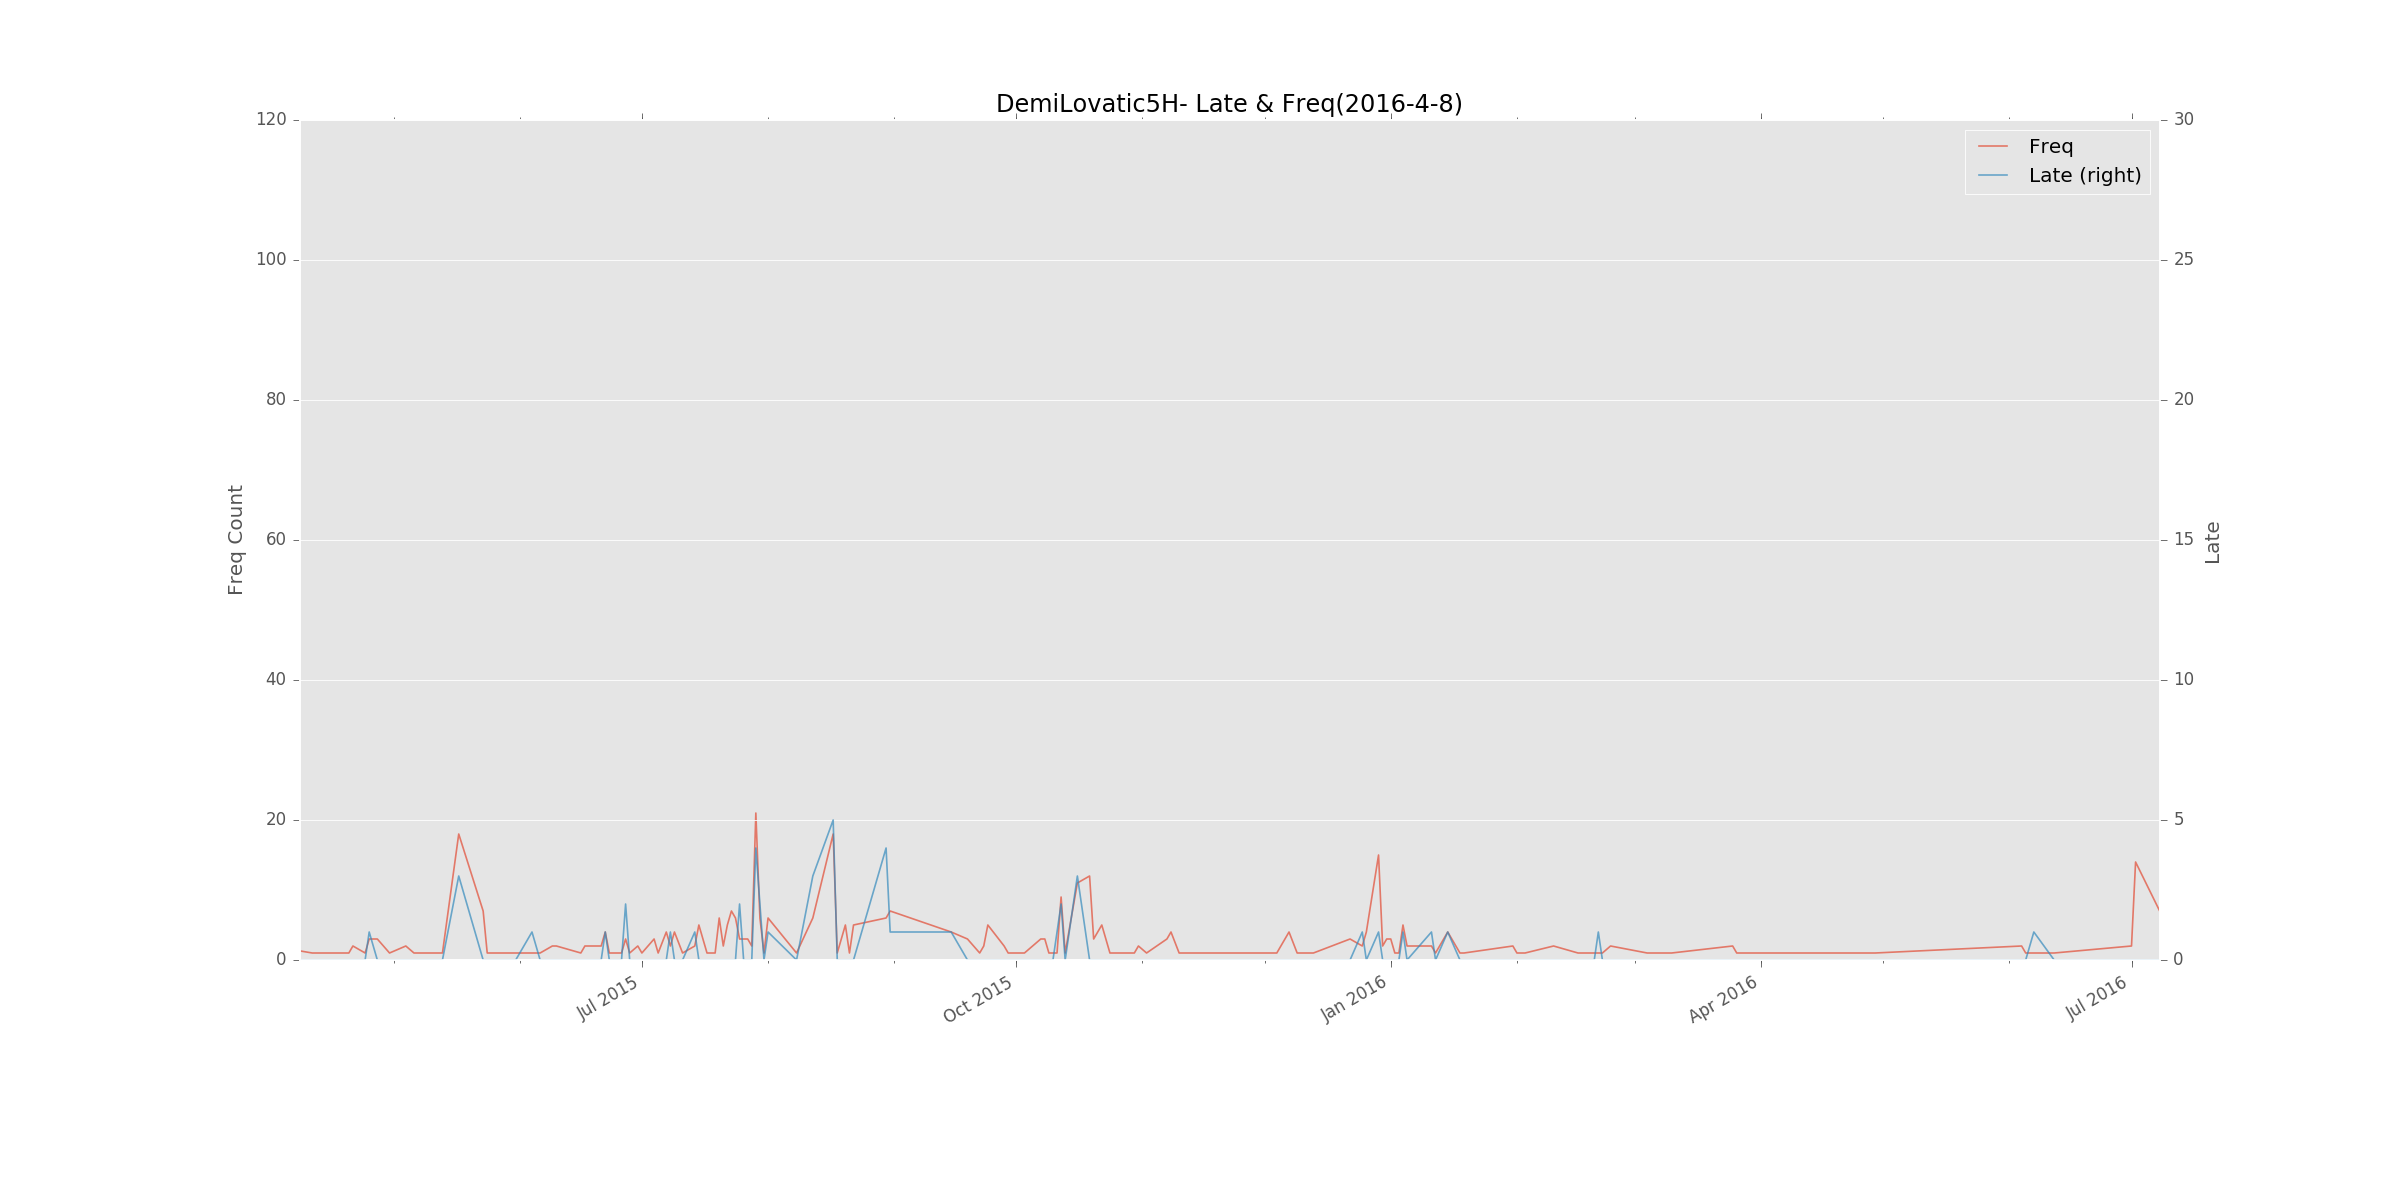 DemiLovatic5H- Late & Freq(2016-4-8)
Freq
Late (right)
120
100
80
60
40
20
0
Freq Count
30
25
20
15
10
5
0
Late
Jul 2015
Oct 2015
Jan 2016
Apr 2016
Jul 2016